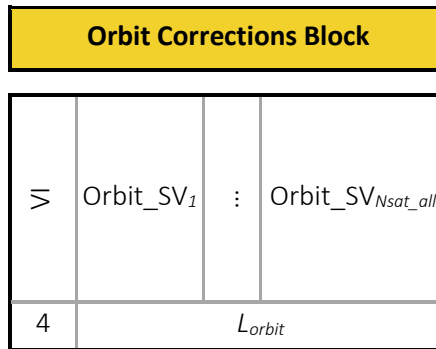 Orbit Corrections Block
VI
Orbit_SV1
⋮
Orbit_SVNsat_all
4
Lorbit